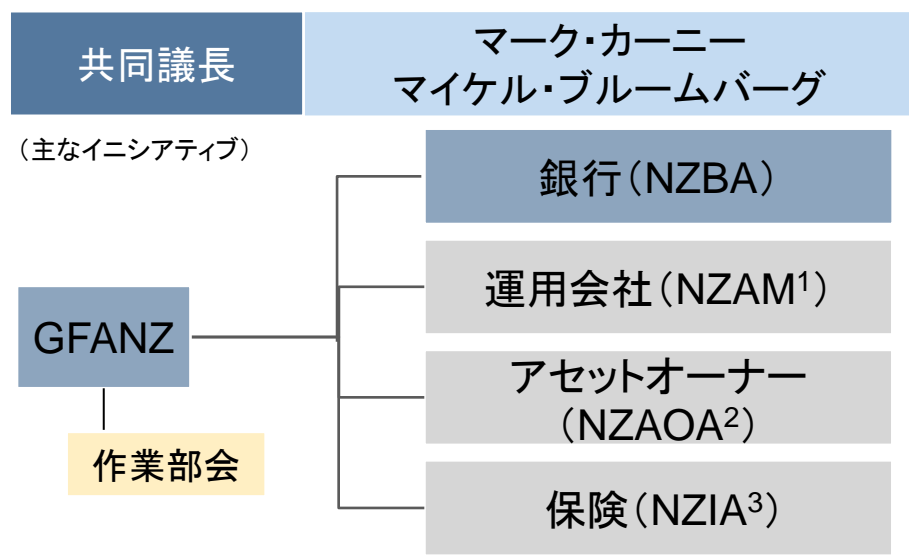 共同議長
マーク・カーニー
マイケル・ブルームバーグ
（主なイニシアティブ）
銀行（NZBA）
運用会社（NZAM¹）
GFANZ
アセットオーナー
（NZAOA²）
作業部会
保険（NZIA³）